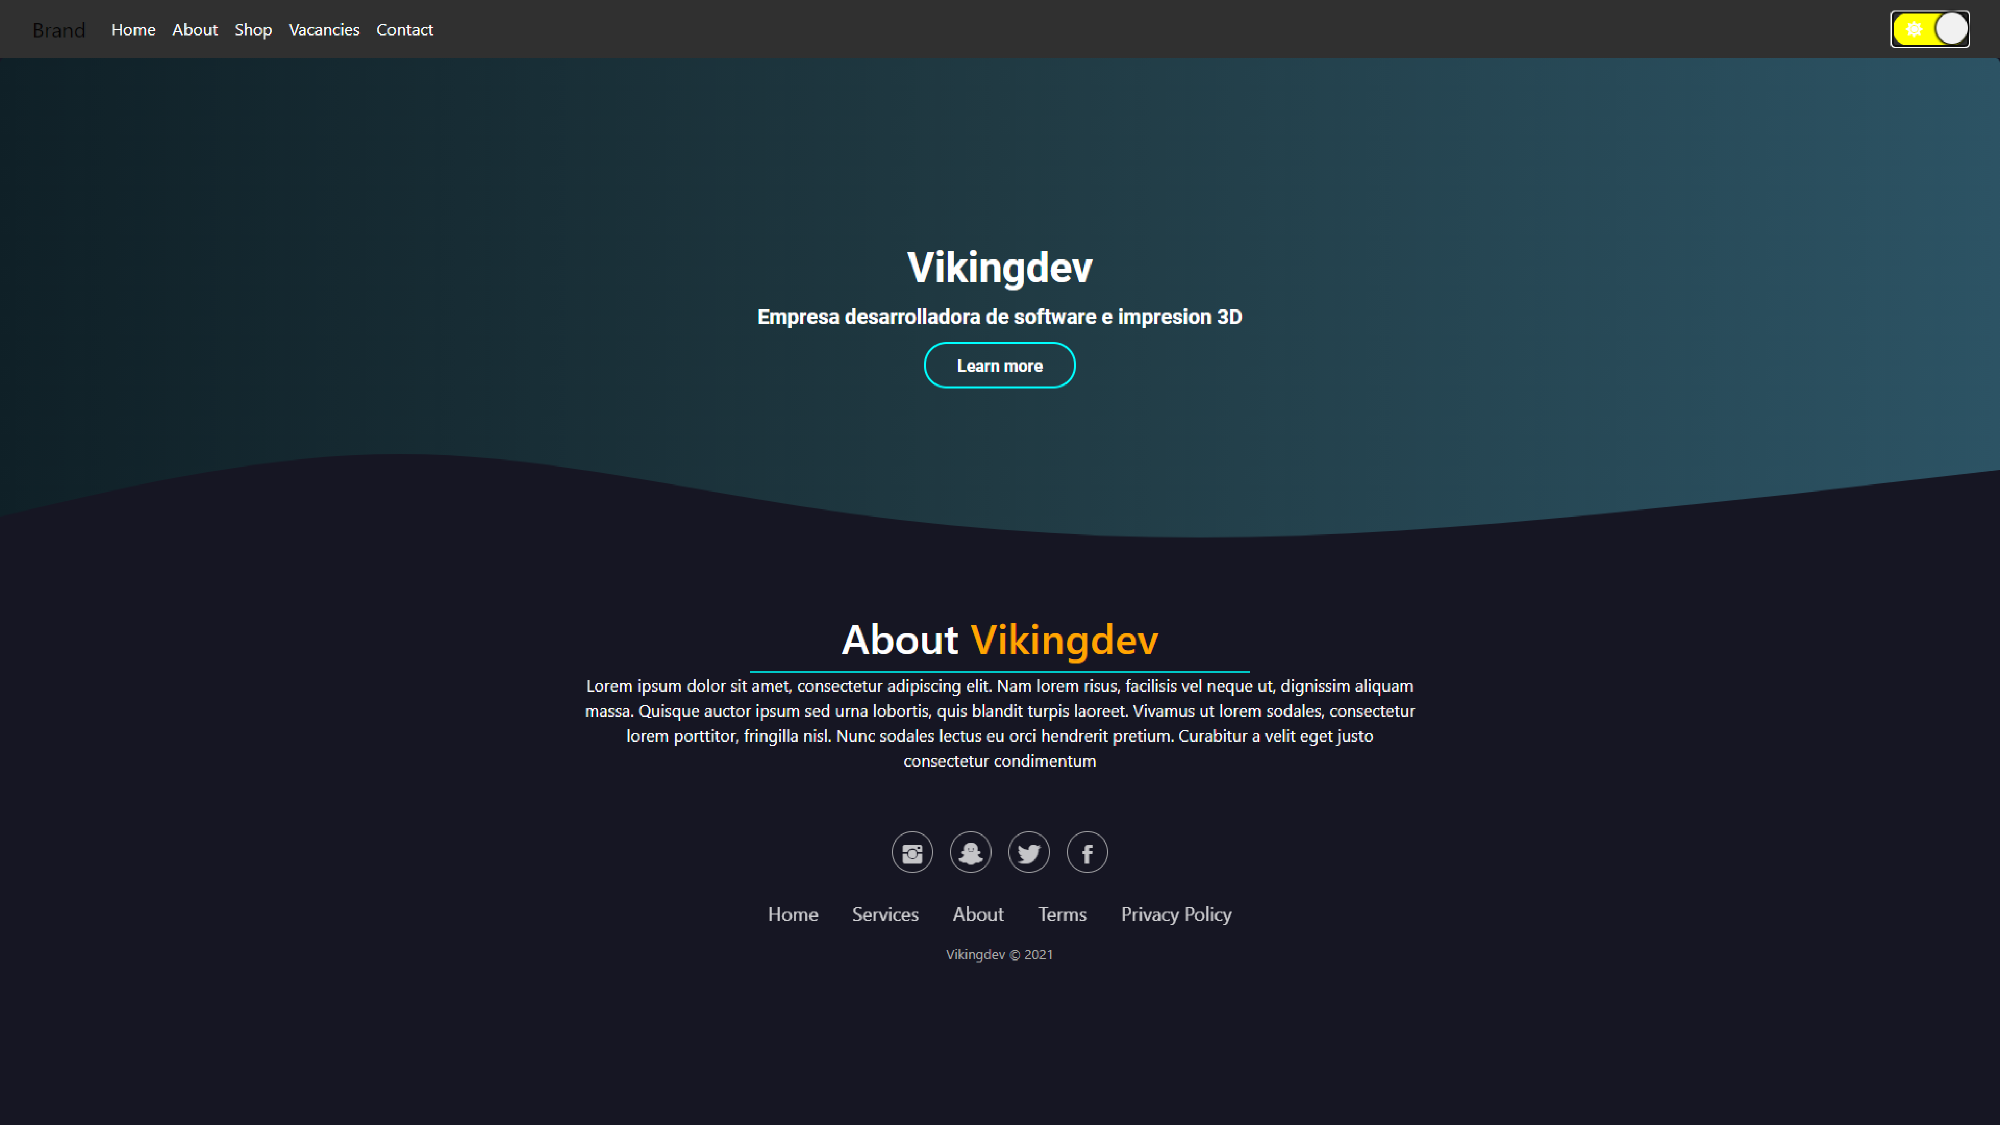 Brand Home About Shop Vacancies Contact
Vikingdev
Empresa desarrolladora de software e impresion 3D
Learn more
About Vikingdev
Lorem ipsum dolor sit amet, consectetur adipiscing elit. Nam lorem risus, facilisis vel neque ut, dignissim aliquam
massa. Quisque auctor ipsum sed urna lobortis, quis blandit turpis laoreet. Vivamus ut lorem sodales, consectetur
lorem porttitor, fringilla nisl. Nunc sodales lectus eu orci hendrerit pretium. Curabitur a velit eget justo
consectetur condimentum
Home Services About Terms Privacy Policy
Vikingdev © 2021